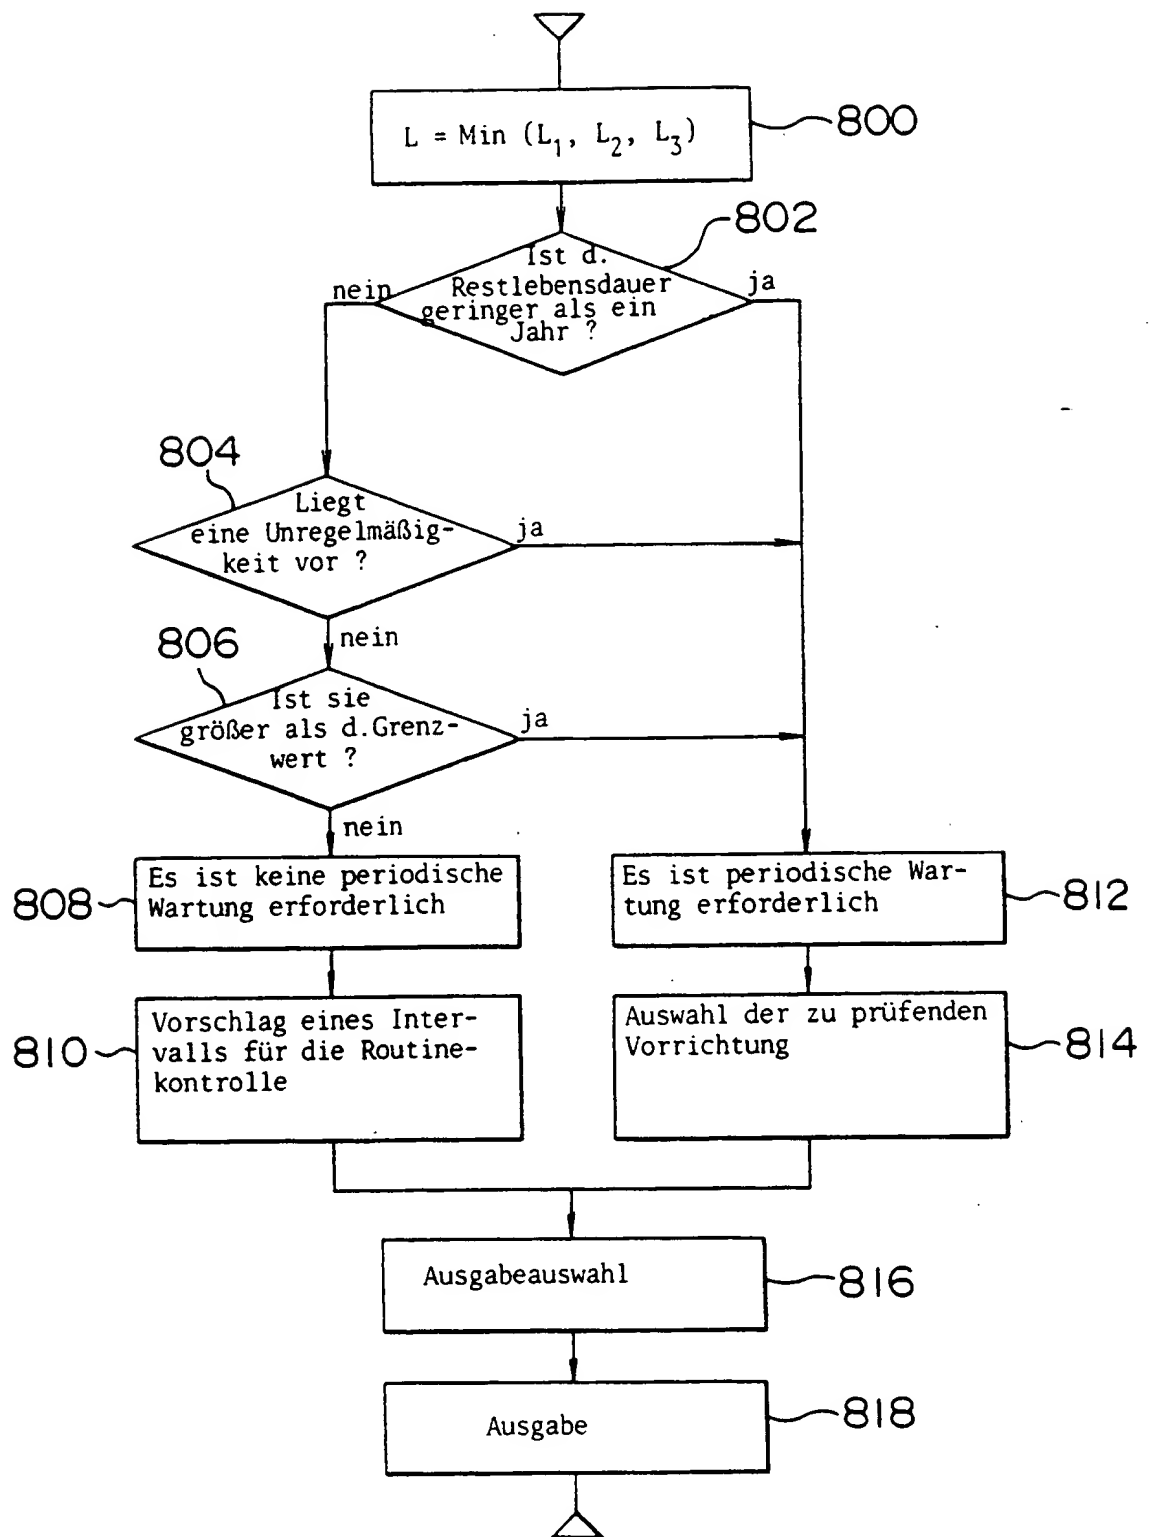 L = Min (L₁, L₂, L₃)
800
802
Ist d.
Restlebensdauer
geringer als ein
Jahr ?
nein
ja
804
Liegt
eine Unregelmäßig-
keit vor ?
ja
nein
806
Ist sie
größer als d.Grenz-
wert ?
ja
nein
808
Es ist keine periodische
Wartung erforderlich
Es ist periodische War-
tung erforderlich
812
810
Vorschlag eines Inter-
valls für die Routine-
kontrolle
Auswahl der zu prüfenden
Vorrichtung
814
Ausgabeauswahl
816
Ausgabe
818